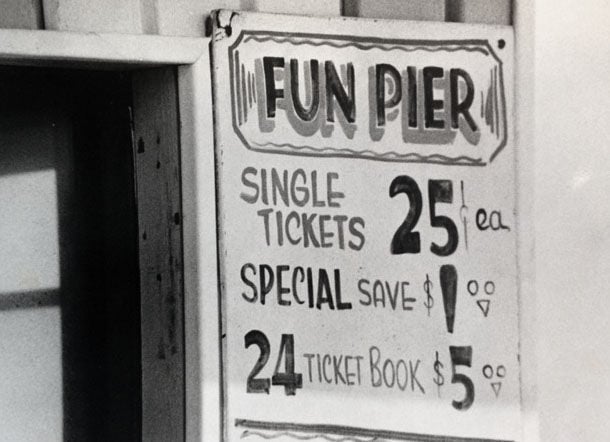 FUN PIER
SINGLE
TICKETS 25¢ ea
SPECIAL SAVE $1.00
24 TICKET BOOK $5.00